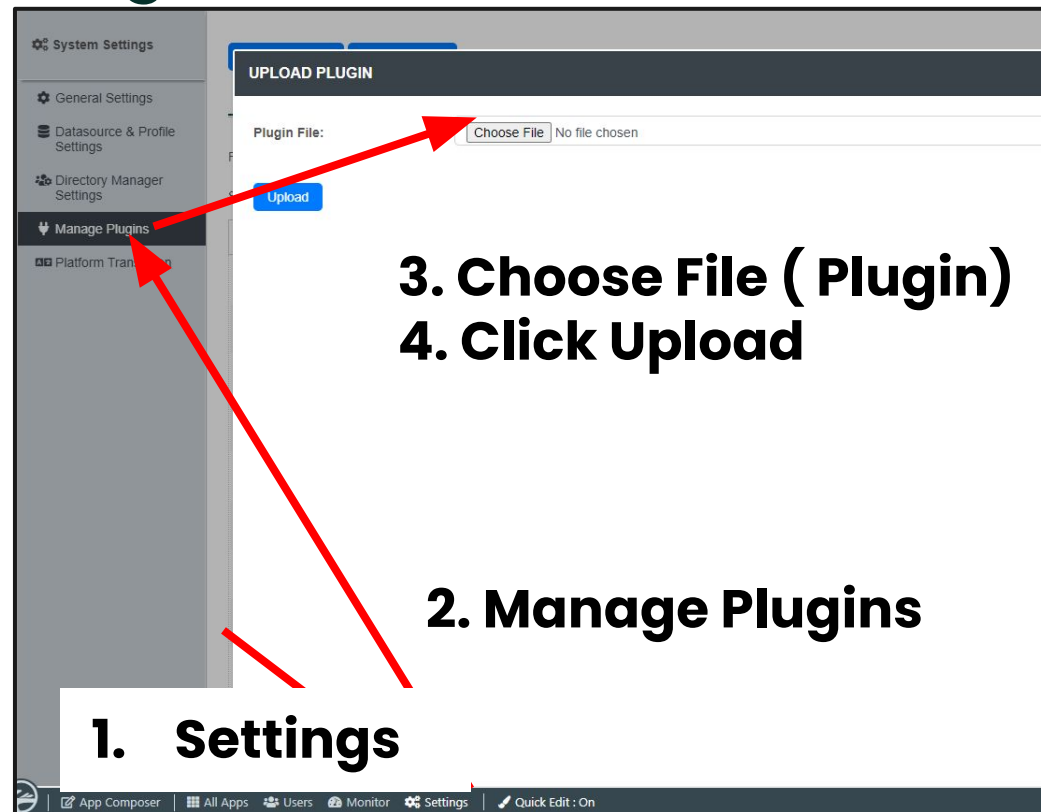 System Settings
General Settings
Datasource & Profile
Settings
Directory Manager
Settings
Manage Plugins
Platform
UPLOAD PLUGIN
Plugin File:
Choose File No file chosen
Upload
3. Choose File ( Plugin)
4. Click Upload
2. Manage Plugins
1. Settings
App Composer | All Apps Users Monitor Settings | Quick Edit : On